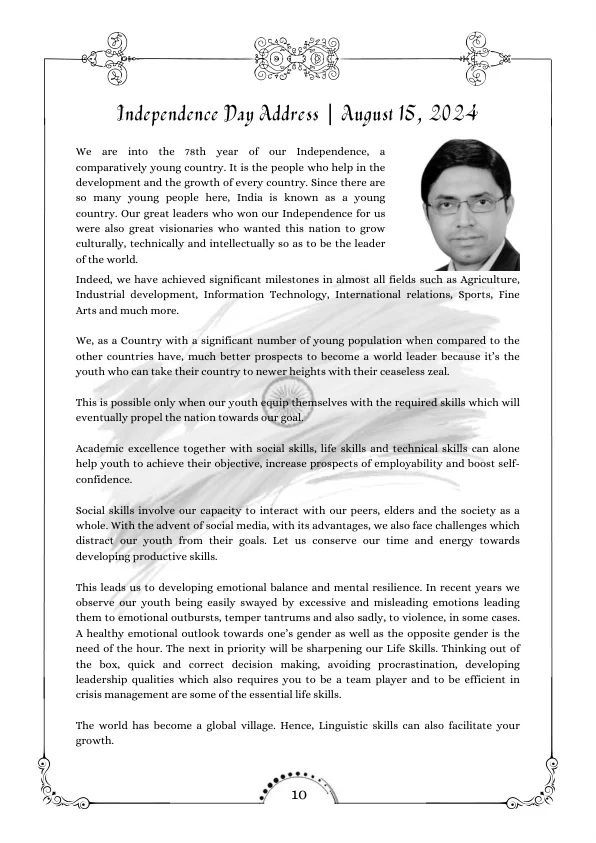 Independence Day Address | August 15, 2024
We are into the 78th year of our Independence, a
comparatively young country. It is the people who help in the
development and the growth of every country. Since there are
so many young people here, India is known as a young
country. Our great leaders who won our Independence for us
were also great visionaries who wanted this nation to grow
culturally, technically and intellectually so as to be the leader
of the world.
Indeed, we have achieved significant milestones in almost all fields such as Agriculture,
Industrial development, Information Technology, International relations, Sports, Fine
Arts and much more.
We, as a Country with a significant number of young population when compared to the
other countries have, much better prospects to become a world leader because it’s the
youth who can take their country to newer heights with their ceaseless zeal.
This is possible only when our youth equip themselves with the required skills which will
eventually propel the nation towards our goal.
Academic excellence together with social skills, life skills and technical skills can alone
help youth to achieve their objective, increase prospects of employability and boost self-
confidence.
Social skills involve our capacity to interact with our peers, elders and the society as a
whole. With the advent of social media, with its advantages, we also face challenges which
distract our youth from their goals. Let us conserve our time and energy towards
developing productive skills.
This leads us to developing emotional balance and mental resilience. In recent years we
observe our youth being easily swayed by excessive and misleading emotions leading
them to emotional outbursts, temper tantrums and also sadly, to violence, in some cases.
A healthy emotional outlook towards one’s gender as well as the opposite gender is the
need of the hour. The next in priority will be sharpening our Life Skills. Thinking out of
the box, quick and correct decision making, avoiding procrastination, developing
leadership qualities which also requires you to be a team player and to be efficient in
crisis management are some of the essential life skills.
The world has become a global village. Hence, Linguistic skills can also facilitate your
growth.
10